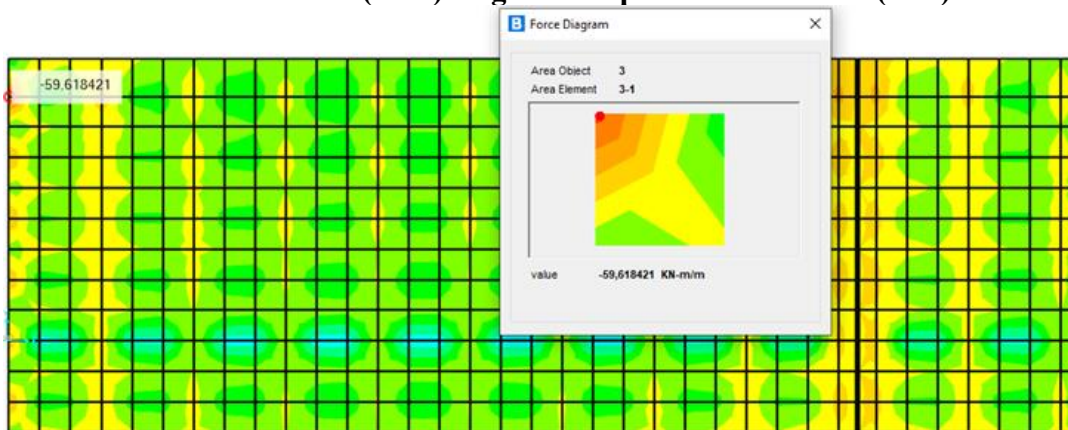 Force Diagram
Area Object 3
Area Element 3-1
-59,618421
value -59,618421 KN-m/m